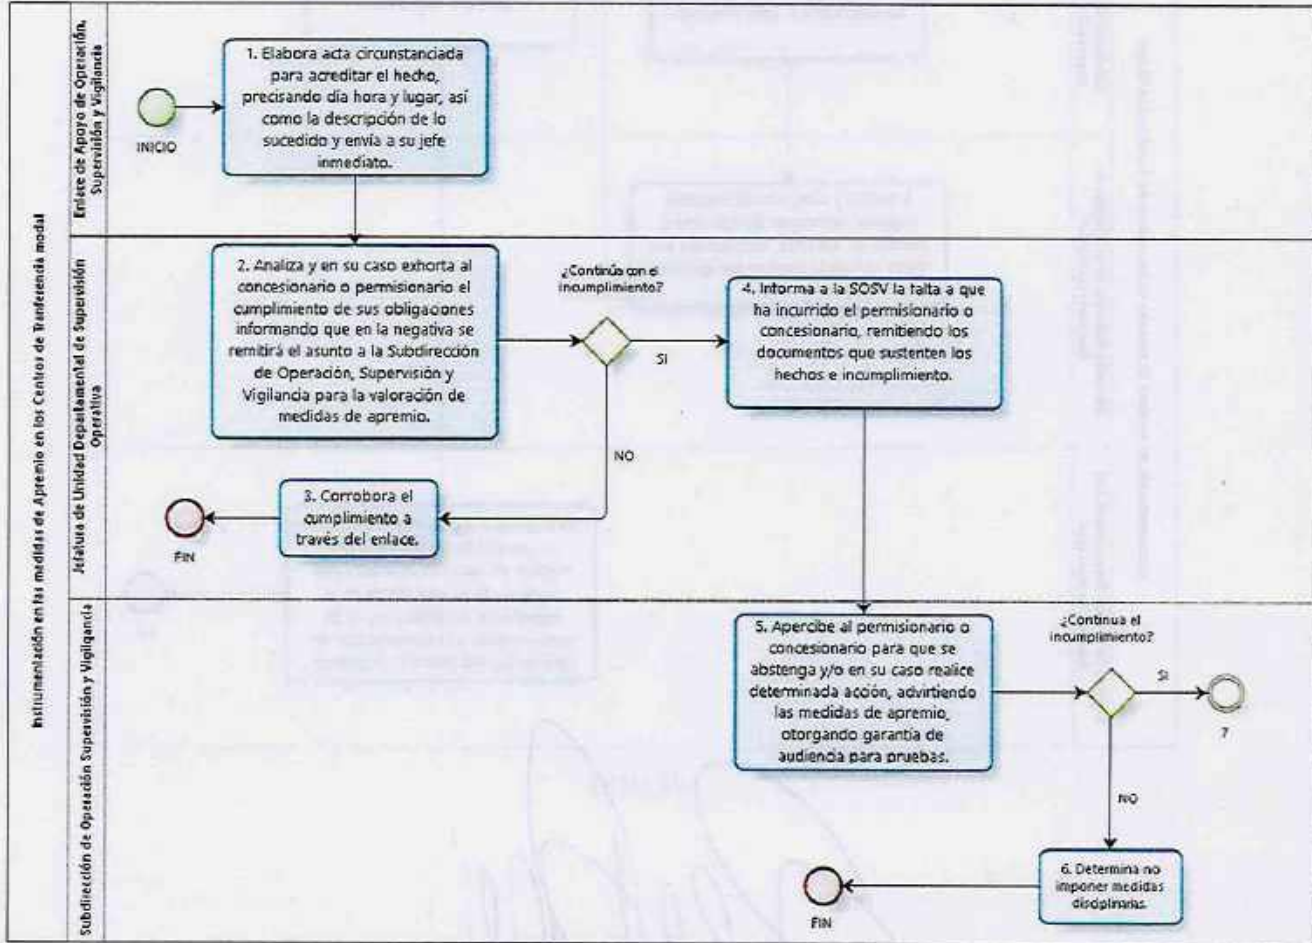 Instrumentación en las medidas de Apremio en los Centros de Tranferencia modal
Enlace de Apoyo de Operación,
Supervisión y Vigilancia
INICIO
1. Elabora acta circunstanciada
para acreditar el hecho,
precisando día hora y lugar, así
como la descripción de lo
sucedido y envía a su jefe
inmediato.
Jefatura de Unidad Departamental de Supervisión
Operativa
2. Analiza y en su caso exhorta al
concesionario o permisionario el
cumplimiento de sus obligaciones
informando que en la negativa se
remitirá el asunto a la Subdirección
de Operación, Supervisión y
Vigilancia para la valoración de
medidas de apremio.
¿Continúa con el
incumplimiento?
SI
NO
4. Informa a la SOSV la falta a que
ha incurrido el permisionario o
concesionario, remitiendo los
documentos que sustenten los
hechos e incumplimiento.
3. Corrobora el
cumplimiento a
través del enlace.
FIN
Subdirección de Operación Supervisión y Vigilancia
5. Apercibe al permisionario o
concesionario para que se
abstenga y/o en su caso realice
determinada acción, advirtiendo
las medidas de apremio,
otorgando garantía de
audiencia para pruebas.
¿Continua el
incumplimiento?
SI
7
NO
6. Determina no
imponer medidas
disciplinarias.
FIN